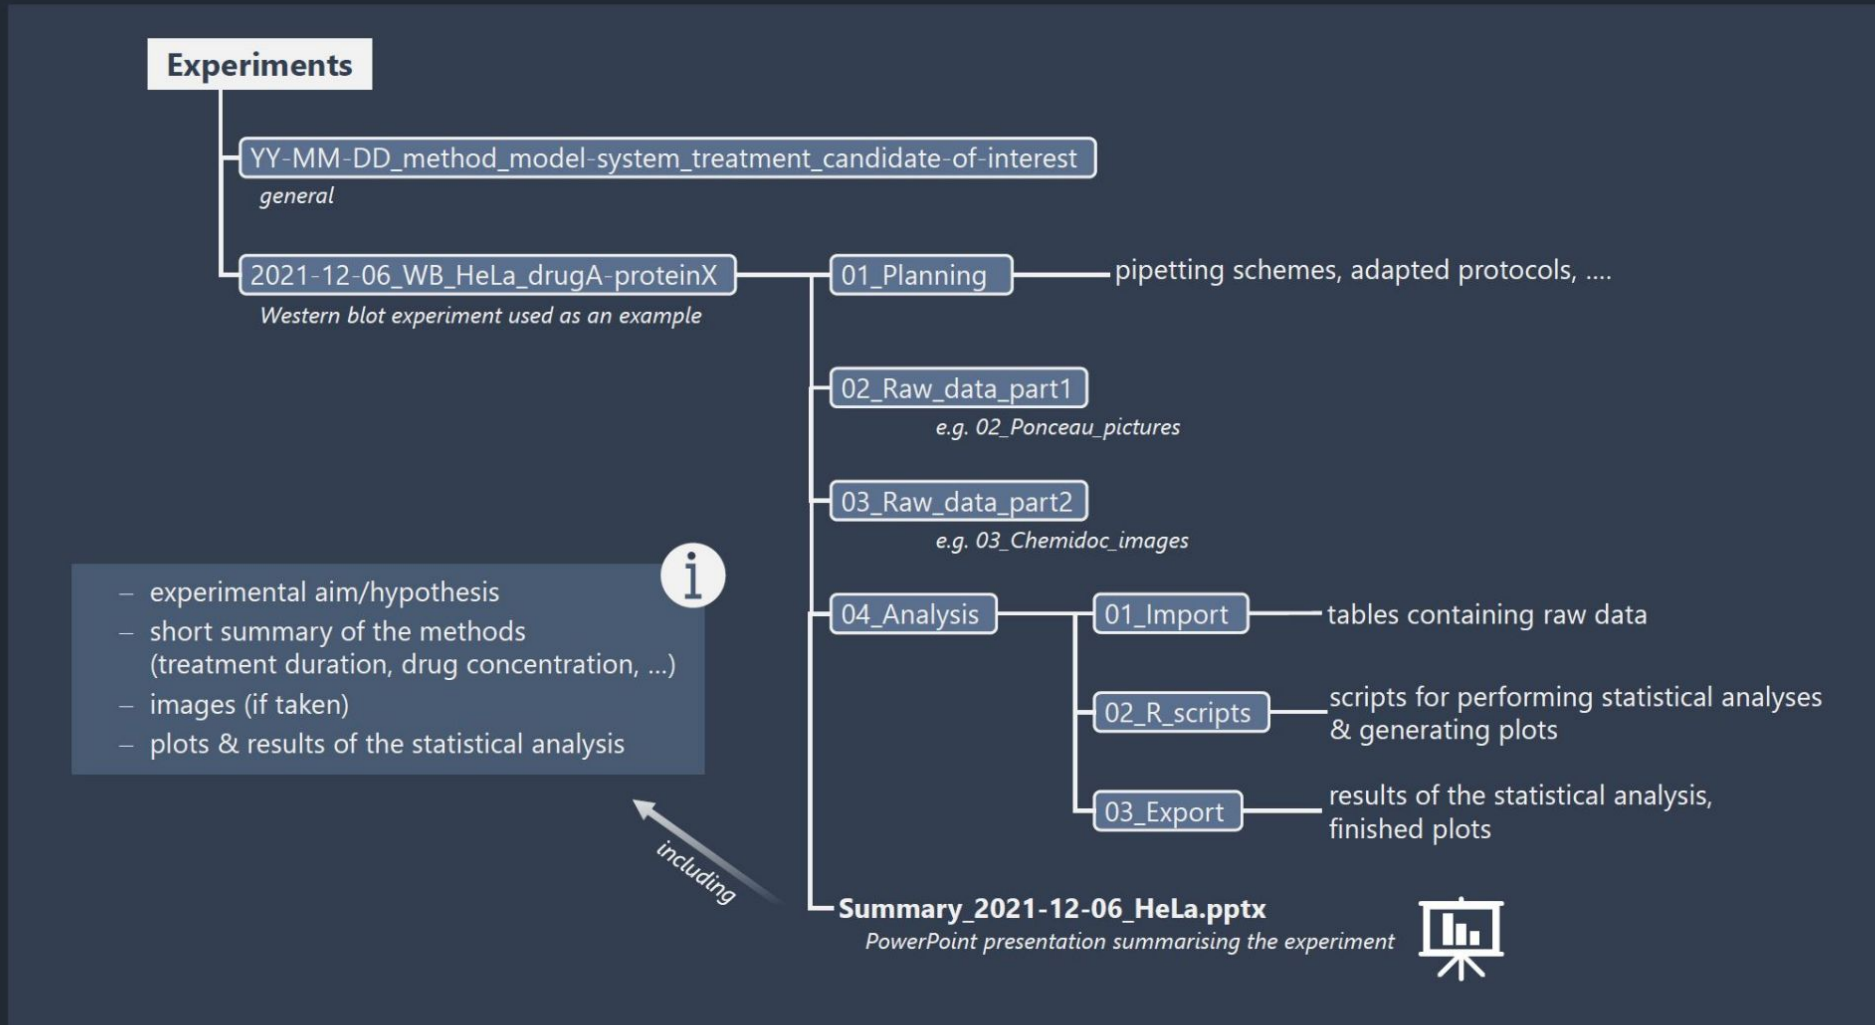 Experiments
YY-MM-DD_method_model-system_treatment_candidate-of-interest
general
2021-12-06_WB_HeLa_drugA-proteinX
Western blot experiment used as an example
01_Planning
pipetting schemes, adapted protocols, ....
02_Raw_data_part1
e.g. 02_Ponceau_pictures
03_Raw_data_part2
e.g. 03_Chemidoc_images
04_Analysis
01_Import
tables containing raw data
02_R_scripts
scripts for performing statistical analyses
& generating plots
03_Export
results of the statistical analysis,
finished plots
Summary_2021-12-06_HeLa.pptx
PowerPoint presentation summarising the experiment
including
i
– experimental aim/hypothesis
– short summary of the methods
(treatment duration, drug concentration, ...)
– images (if taken)
– plots & results of the statistical analysis